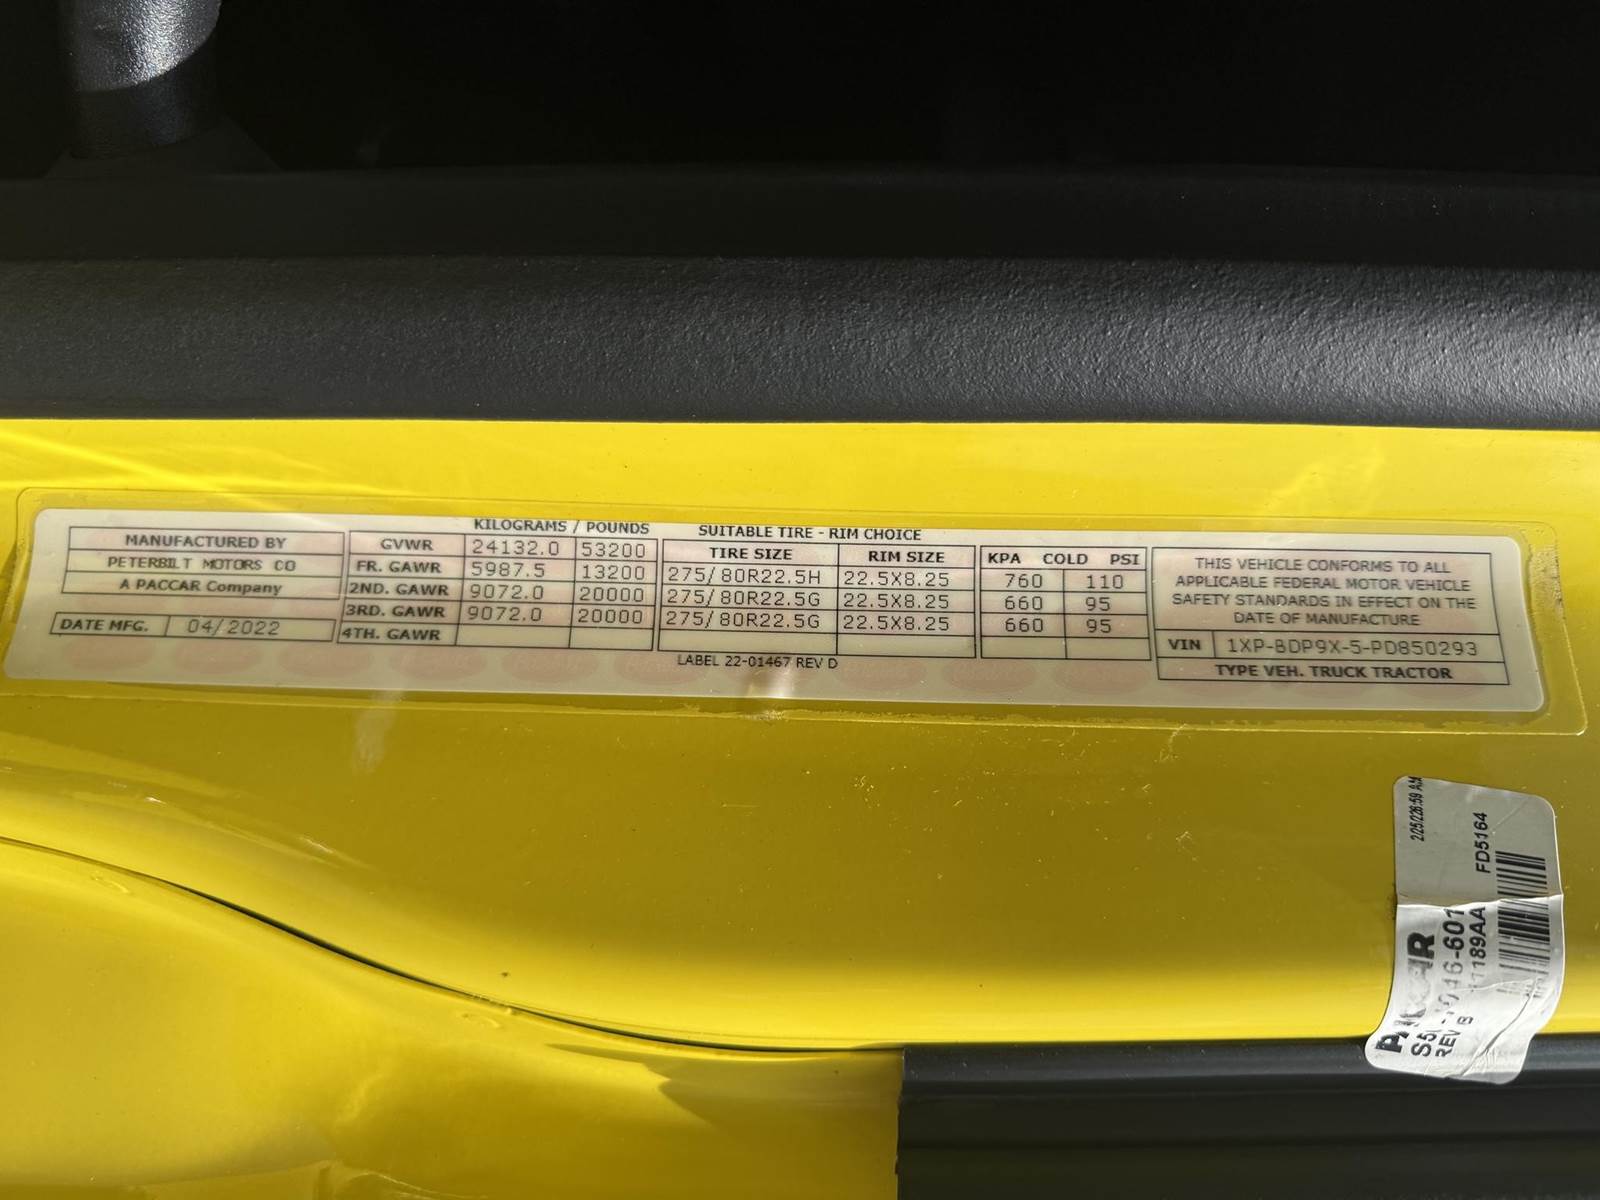 KILOGRAMS / POUNDS SUITABLE TIRE - RIM CHOICE
MANUFACTURED BY
PETERBILT MOTORS CO
A PACCAR Company
DATE MFG. 04/2022
GVWR 24132.0 53200
FR. GAWR 5987.5 13200
2ND. GAWR 9072.0 20000
3RD. GAWR 9072.0 20000
4TH. GAWR
TIRE SIZE RIM SIZE
275/80R22.5H 22.5X8.25
275/80R22.5G 22.5X8.25
275/80R22.5G 22.5X8.25
KPA COLD PSI
760 110
660 95
660 95
THIS VEHICLE CONFORMS TO ALL
APPLICABLE FEDERAL MOTOR VEHICLE
SAFETY STANDARDS IN EFFECT ON THE
DATE OF MANUFACTURE
VIN 1XP-BDP9X-5-PD850293
TYPE VEH. TRUCK TRACTOR
LABEL 22-01467 REV D
FD5164
REV B